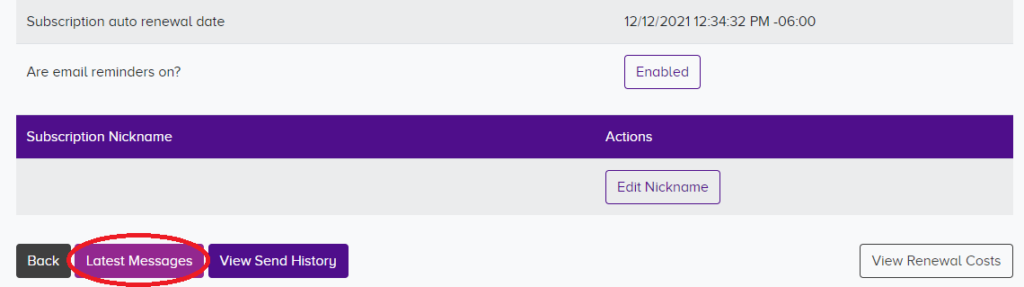 Subscription auto renewal date 12/12/2021 12:34:32 PM -06:00
Are email reminders on? Enabled
Subscription Nickname Actions
Edit Nickname
Back Latest Messages View Send History View Renewal Costs